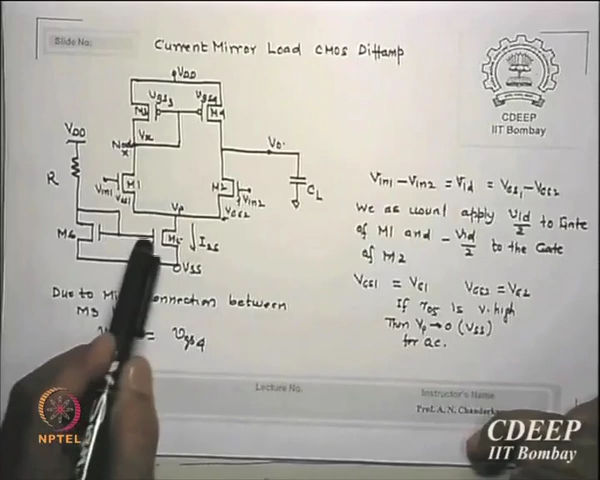 Slide No:
Current Mirror Load CMOS Diffamp
CDEEP
IIT Bombay
VDD
Vgs3
Vgs4
M3
M4
Vx
N
x
VDD
R
Vo
CL
Vin1
M1
M2
Vin2
VGS1
VGS2
Vp
M6
M5
ISS
VSS
Vin1 - Vin2 = Vid = VGS1 - VGS2
We as usual apply Vid/2 to Gate
of M1 and - Vid/2 to the Gate
of M2
VGS1 = VG1 VGS2 = VG2
If ro5 is v. high
Then Vp → 0 (VSS)
for a.c.
Due to Mi connection between
M3
= Vgs4
Lecture No.
Instructor's Name
Prof. A. N. Chandorka
NPTEL
CDEEP
IIT Bombay